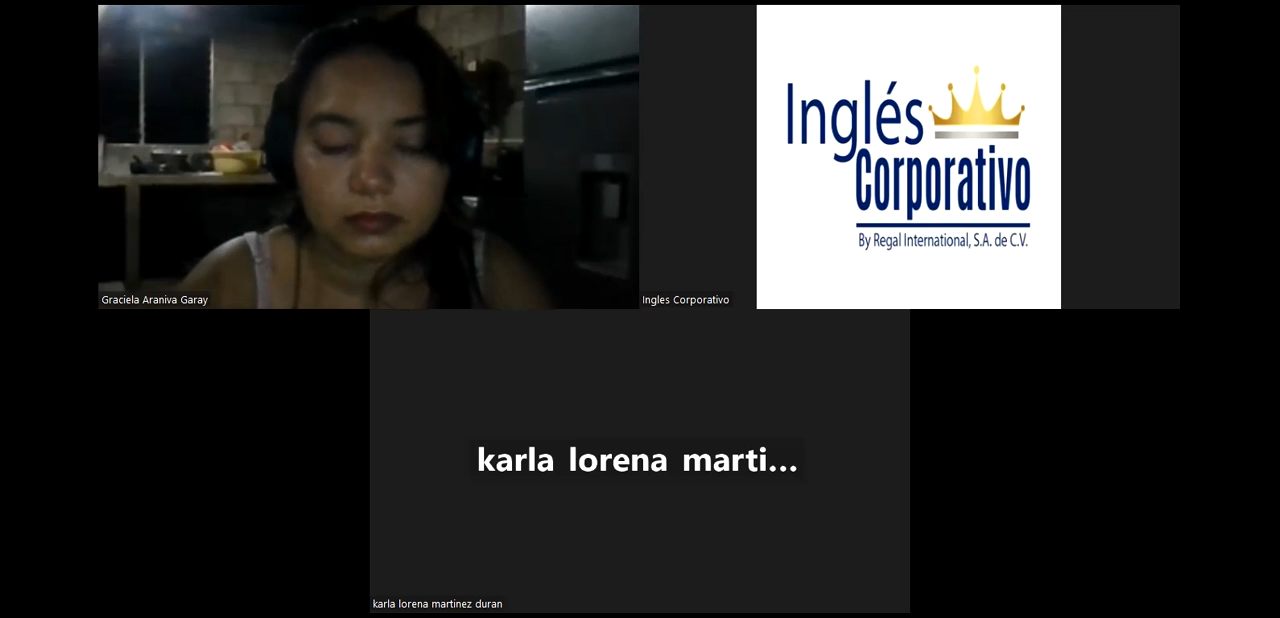 Inglés
Corporativo
By Regal International, S.A. de C.V.
Graciela Araniva Garay
Ingles Corporativo
karla lorena marti...
karla lorena martinez duran